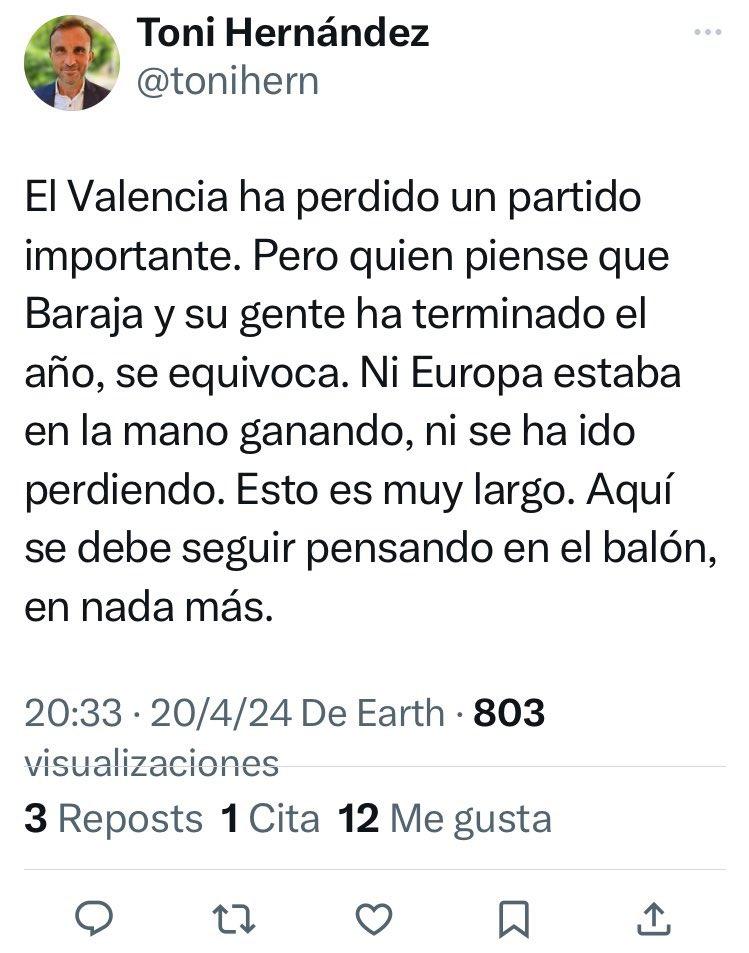 Toni Hernández
@tonihern
El Valencia ha perdido un partido
importante. Pero quien piense que
Baraja y su gente ha terminado el
año, se equivoca. Ni Europa estaba
en la mano ganando, ni se ha ido
perdiendo. Esto es muy largo. Aquí
se debe seguir pensando en el balón,
en nada más.
20:33 · 20/4/24 De Earth · 803
visualizaciones
3 Reposts 1 Cita 12 Me gusta